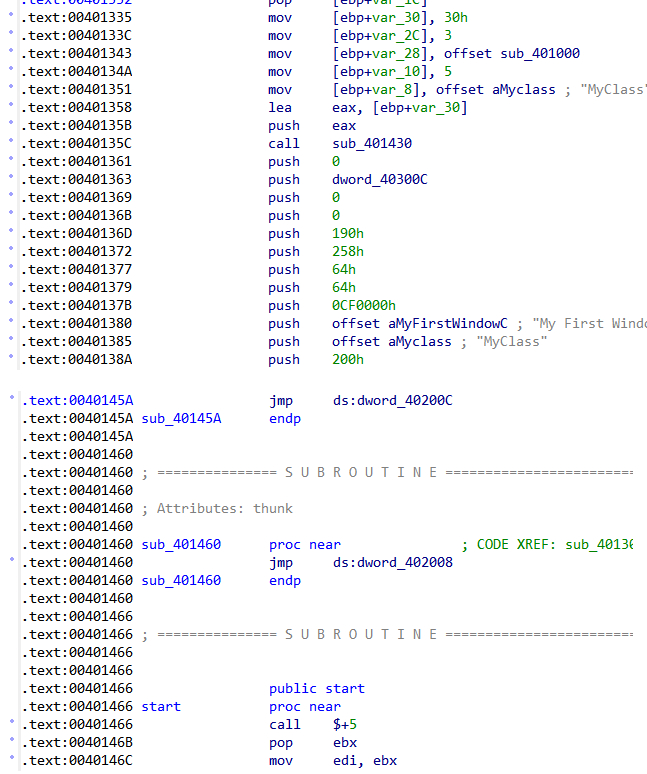 .text:00401332 pop [ebp+var_1C]
.text:00401335 mov [ebp+var_30], 30h
.text:0040133C mov [ebp+var_2C], 3
.text:00401343 mov [ebp+var_28], offset sub_401000
.text:0040134A mov [ebp+var_10], 5
.text:00401351 mov [ebp+var_8], offset aMyclass ; "MyClass"
.text:00401358 lea eax, [ebp+var_30]
.text:0040135B push eax
.text:0040135C call sub_401430
.text:00401361 push 0
.text:00401363 push dword_40300C
.text:00401369 push 0
.text:0040136B push 0
.text:0040136D push 190h
.text:00401372 push 258h
.text:00401377 push 64h
.text:00401379 push 64h
.text:0040137B push 0CF0000h
.text:00401380 push offset aMyFirstWindowC ; "My First Wind
.text:00401385 push offset aMyclass ; "MyClass"
.text:0040138A push 200h
.text:0040145A jmp ds:dword_40200C
.text:0040145A sub_40145A endp
.text:0040145A
.text:00401460
.text:00401460 ; =============== S U B R O U T I N E ========================
.text:00401460
.text:00401460 ; Attributes: thunk
.text:00401460
.text:00401460 sub_401460 proc near ; CODE XREF: sub_4013
.text:00401460 jmp ds:dword_402008
.text:00401460 sub_401460 endp
.text:00401460
.text:00401466
.text:00401466 ; =============== S U B R O U T I N E ========================
.text:00401466
.text:00401466
.text:00401466 public start
.text:00401466 start proc near
.text:00401466 call $+5
.text:0040146B pop ebx
.text:0040146C mov edi, ebx